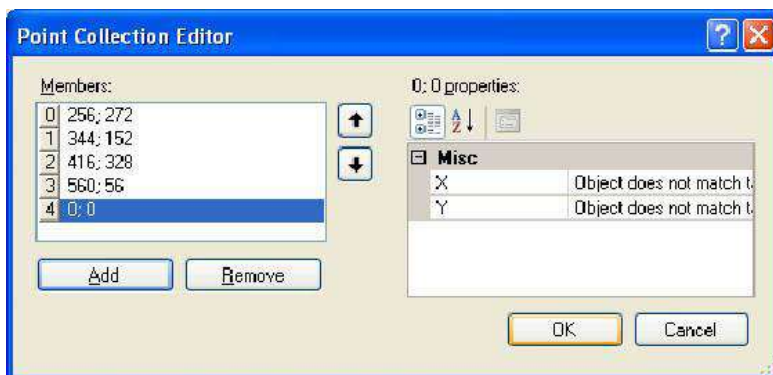 Point Collection Editor
Members:
0 256; 272
1 344; 152
2 416; 328
3 560; 56
4 0; 0
Add Remove
0; 0 properties:
A
Z
Misc
X Object does not match t
Y Object does not match t
OK Cancel